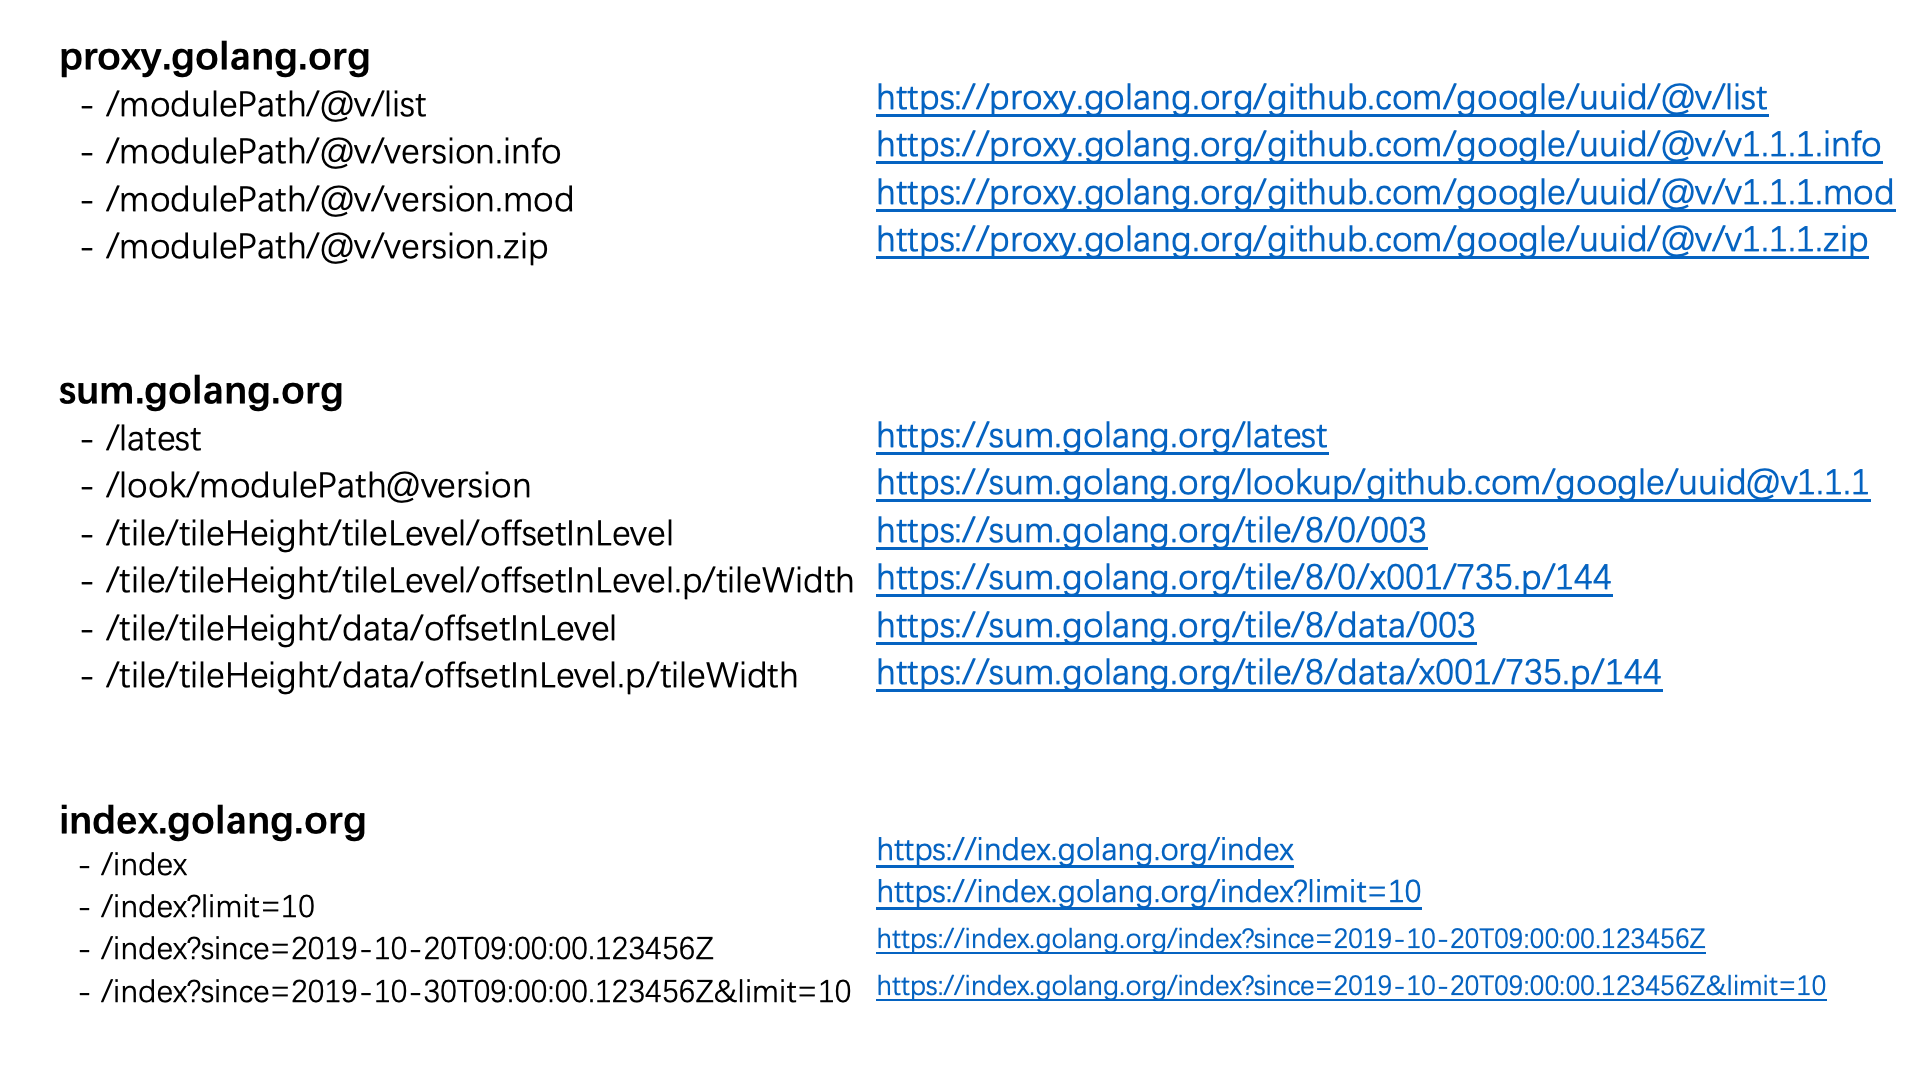 proxy.golang.org
- /modulePath/@v/list https://proxy.golang.org/github.com/google/uuid/@v/list
- /modulePath/@v/version.info https://proxy.golang.org/github.com/google/uuid/@v/v1.1.1.info
- /modulePath/@v/version.mod https://proxy.golang.org/github.com/google/uuid/@v/v1.1.1.mod
- /modulePath/@v/version.zip https://proxy.golang.org/github.com/google/uuid/@v/v1.1.1.zip
sum.golang.org
- /latest https://sum.golang.org/latest
- /look/modulePath@version https://sum.golang.org/lookup/github.com/google/uuid@v1.1.1
- /tile/tileHeight/tileLevel/offsetInLevel https://sum.golang.org/tile/8/0/003
- /tile/tileHeight/tileLevel/offsetInLevel.p/tileWidth https://sum.golang.org/tile/8/0/x001/735.p/144
- /tile/tileHeight/data/offsetInLevel https://sum.golang.org/tile/8/data/003
- /tile/tileHeight/data/offsetInLevel.p/tileWidth https://sum.golang.org/tile/8/data/x001/735.p/144
index.golang.org
- /index https://index.golang.org/index
- /index?limit=10 https://index.golang.org/index?limit=10
- /index?since=2019-10-20T09:00:00.123456Z https://index.golang.org/index?since=2019-10-20T09:00:00.123456Z
- /index?since=2019-10-30T09:00:00.123456Z&limit=10 https://index.golang.org/index?since=2019-10-20T09:00:00.123456Z&limit=10